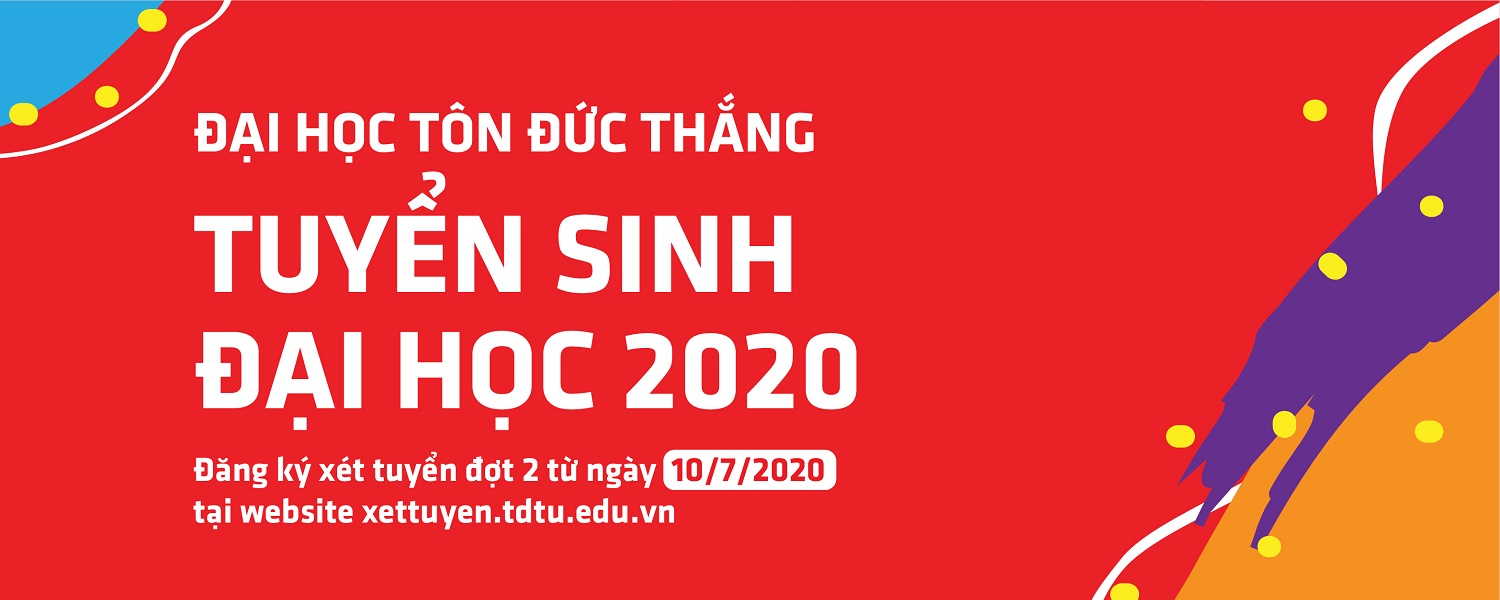 ĐẠI HỌC TÔN ĐỨC THẮNG
TUYỂN SINH
ĐẠI HỌC 2020
Đăng ký xét tuyển đợt 2 từ ngày 10/7/2020
tại website xettuyen.tdtu.edu.vn